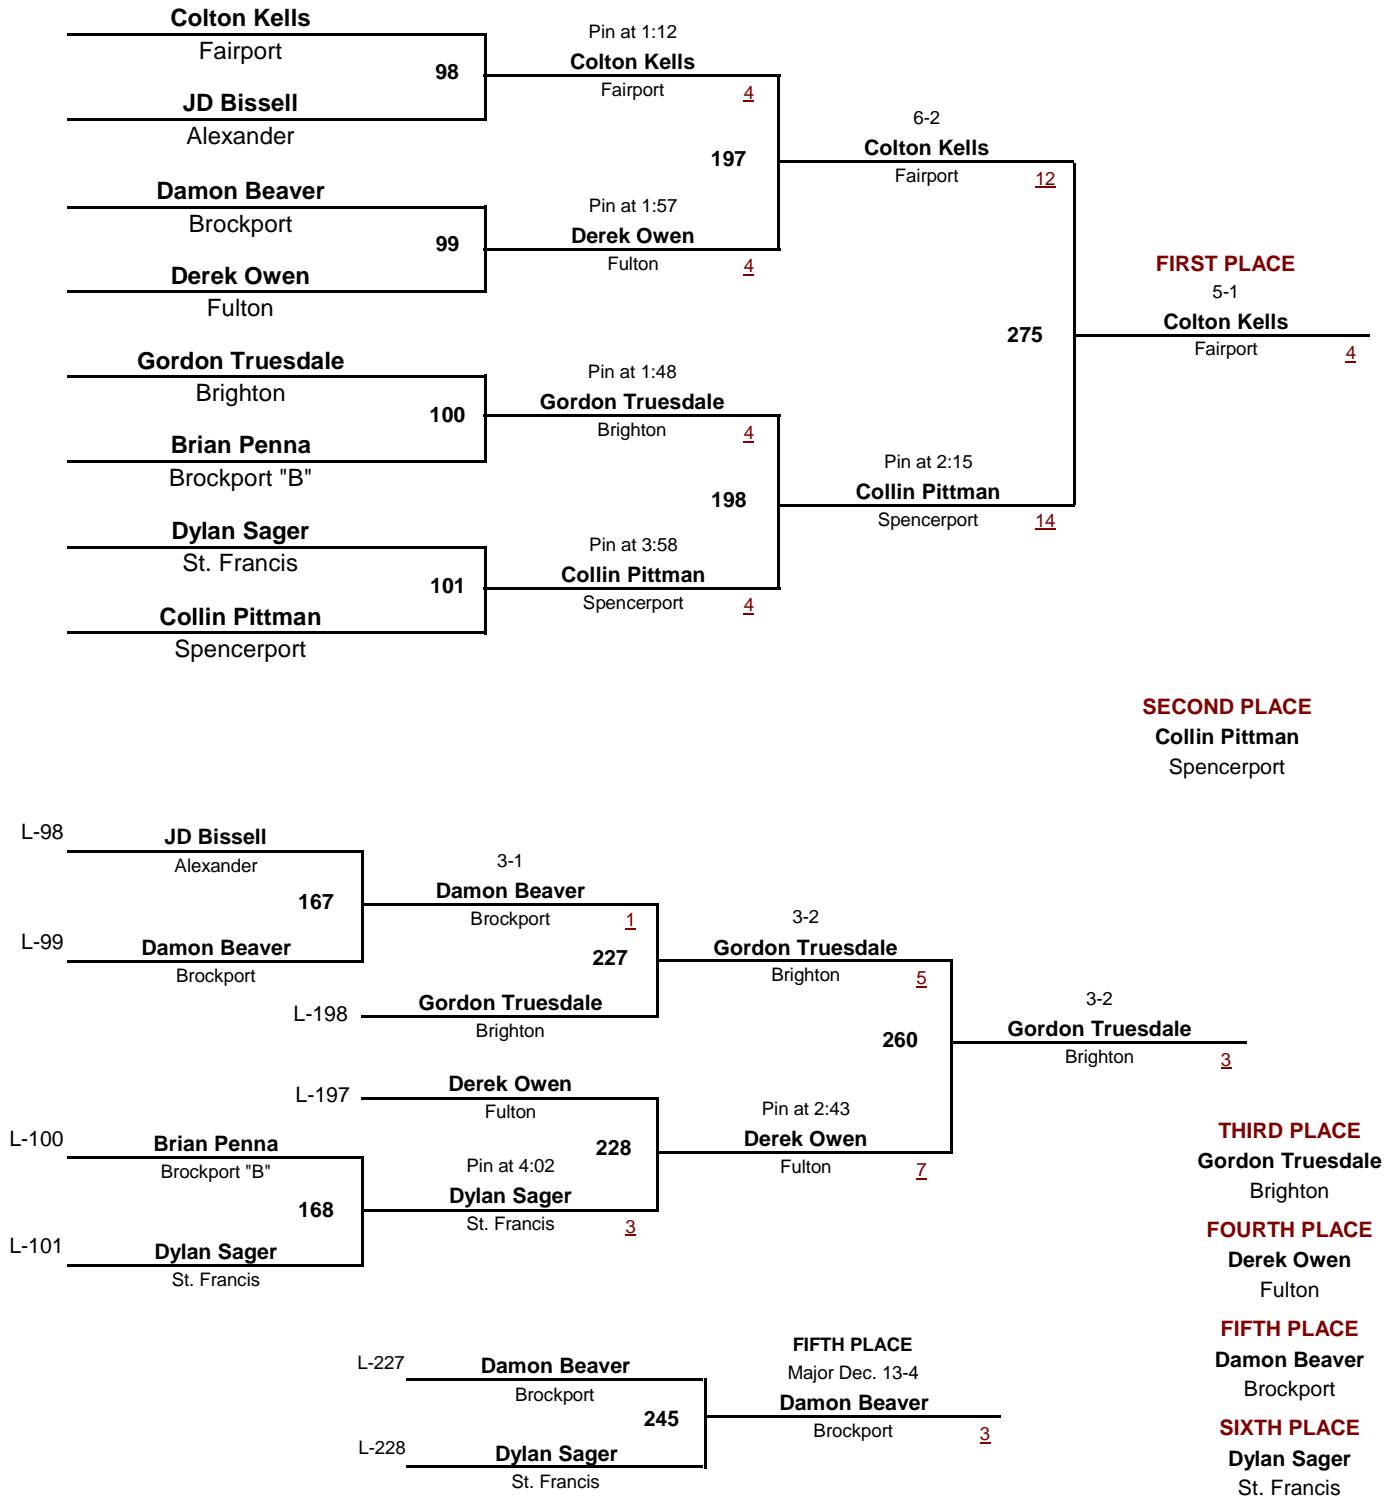 Colton Kells
Fairport
98
JD Bissell
Alexander
Damon Beaver
Brockport
99
Derek Owen
Fulton
Gordon Truesdale
Brighton
100
Brian Penna
Brockport "B"
Dylan Sager
St. Francis
101
Collin Pittman
Spencerport
Pin at 1:12
Colton Kells
Fairport 4
197
Pin at 1:57
Derek Owen
Fulton 4
Pin at 1:48
Gordon Truesdale
Brighton 4
198
Pin at 3:58
Collin Pittman
Spencerport 4
6-2
Colton Kells
Fairport 12
275
Pin at 2:15
Collin Pittman
Spencerport 14
FIRST PLACE
5-1
Colton Kells
Fairport 4
SECOND PLACE
Collin Pittman
Spencerport
L-98 JD Bissell
Alexander
167
L-99 Damon Beaver
Brockport
3-1
Damon Beaver
Brockport 1
227
L-198 Gordon Truesdale
Brighton
L-197 Derek Owen
Fulton
228
L-100 Brian Penna
Brockport "B"
168
L-101 Dylan Sager
St. Francis
Pin at 4:02
Dylan Sager
St. Francis 3
3-2
Gordon Truesdale
Brighton 5
260
Pin at 2:43
Derek Owen
Fulton 7
3-2
Gordon Truesdale
Brighton 3
THIRD PLACE
Gordon Truesdale
Brighton
FOURTH PLACE
Derek Owen
Fulton
FIFTH PLACE
Damon Beaver
Brockport
SIXTH PLACE
Dylan Sager
St. Francis
L-227 Damon Beaver
Brockport
245
L-228 Dylan Sager
St. Francis
FIFTH PLACE
Major Dec. 13-4
Damon Beaver
Brockport 3